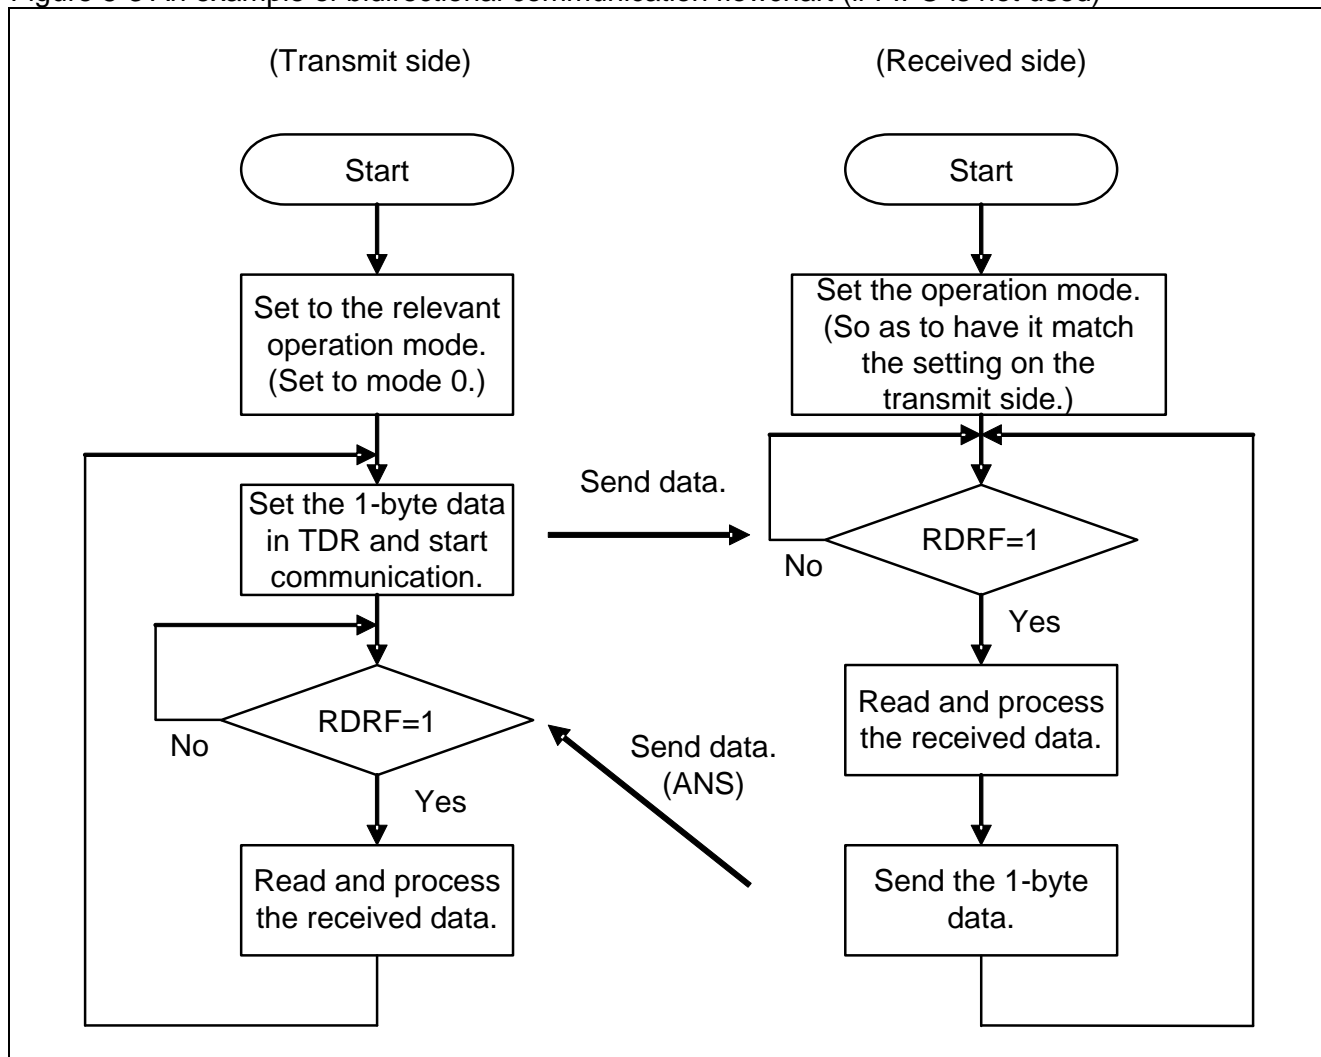 (Transmit side)
(Received side)
Start
Set to the relevant
operation mode.
(Set to mode 0.)
Set the 1-byte data
in TDR and start
communication.
Send data.
RDRF=1
No
Yes
Read and process
the received data.
Start
Set the operation mode.
(So as to have it match
the setting on the
transmit side.)
RDRF=1
No
Yes
Read and process
the received data.
Send the 1-byte
data.
Send data.
(ANS)